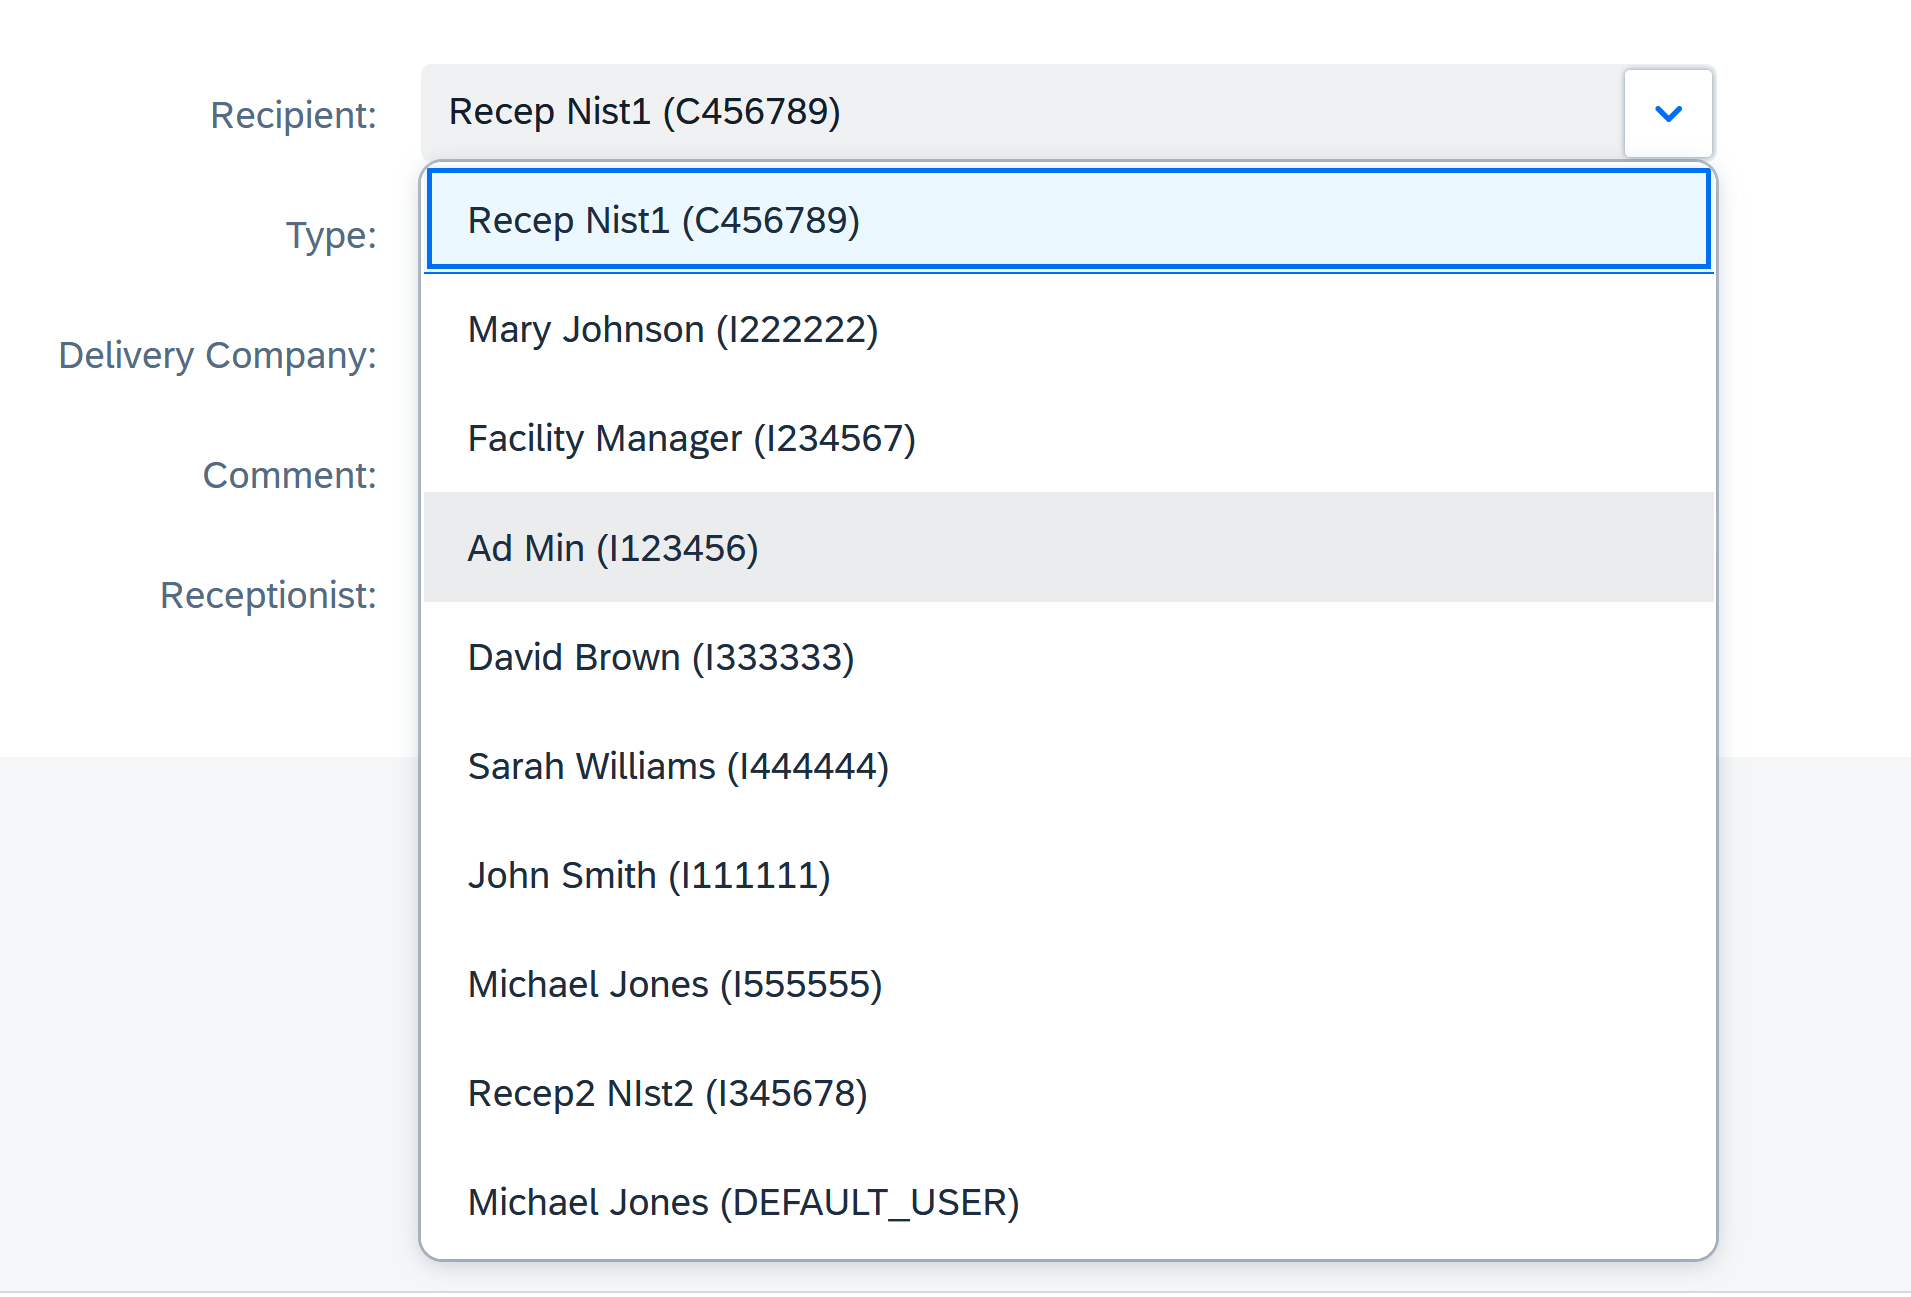 Recipient: Recep Nist1 (C456789)
Recep Nist1 (C456789)
Type:
Mary Johnson (I222222)
Delivery Company:
Facility Manager (I234567)
Comment:
Ad Min (I123456)
Receptionist:
David Brown (I333333)
Sarah Williams (I444444)
John Smith (I111111)
Michael Jones (I555555)
Recep2 NIst2 (I345678)
Michael Jones (DEFAULT_USER)